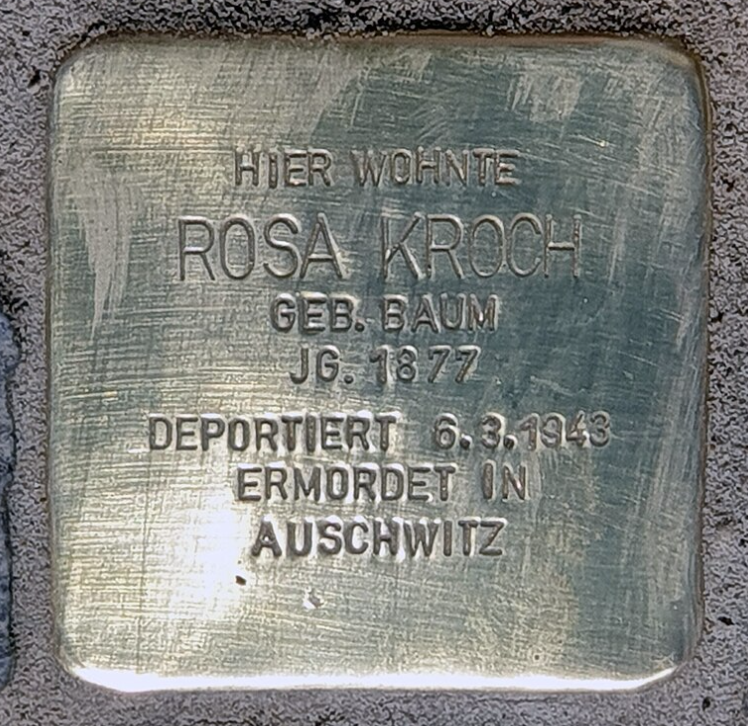 HIER WOHNTE
ROSA KROCH
GEB. BAUM
JG. 1877
DEPORTIERT 6.3.1943
ERMORDET IN
AUSCHWITZ